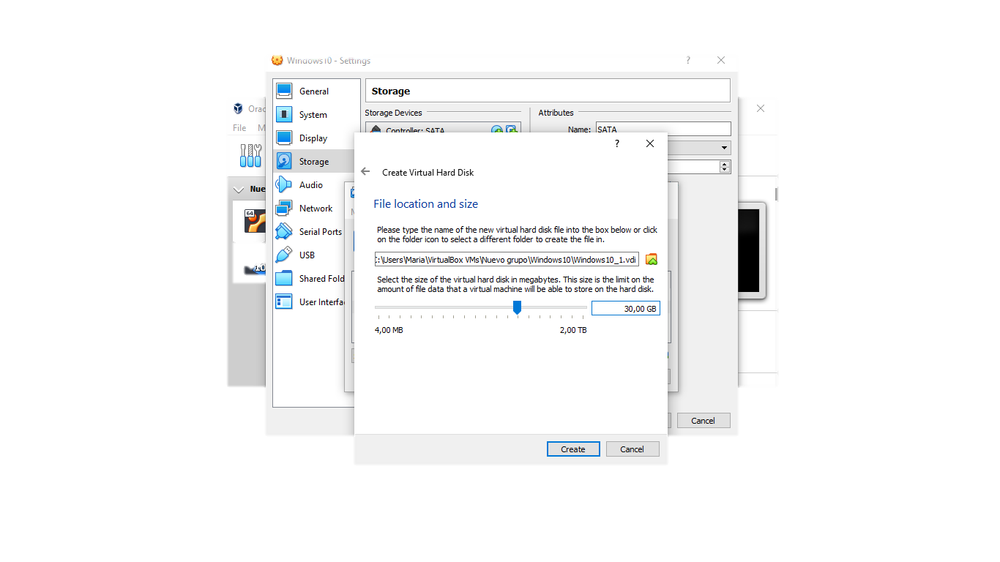 Windows10 - Settings
?
General
System
Display
Storage
Audio
Network
Serial Ports
USB
Shared Fold
User Interfa
Storage
Storage Devices
Controller: SATA
Attributes
Name: SATA
Cancel
Orac
File M
Nue
64
?
Create Virtual Hard Disk
File location and size
Please type the name of the new virtual hard disk file into the box below or click
on the folder icon to select a different folder to create the file in.
C:\Users\Maria\VirtualBox VMs\Nuevo grupo\Windows10\Windows10_1.vdi
Select the size of the virtual hard disk in megabytes. This size is the limit on the
amount of file data that a virtual machine will be able to store on the hard disk.
30,00 GB
4,00 MB 2,00 TB
Create Cancel